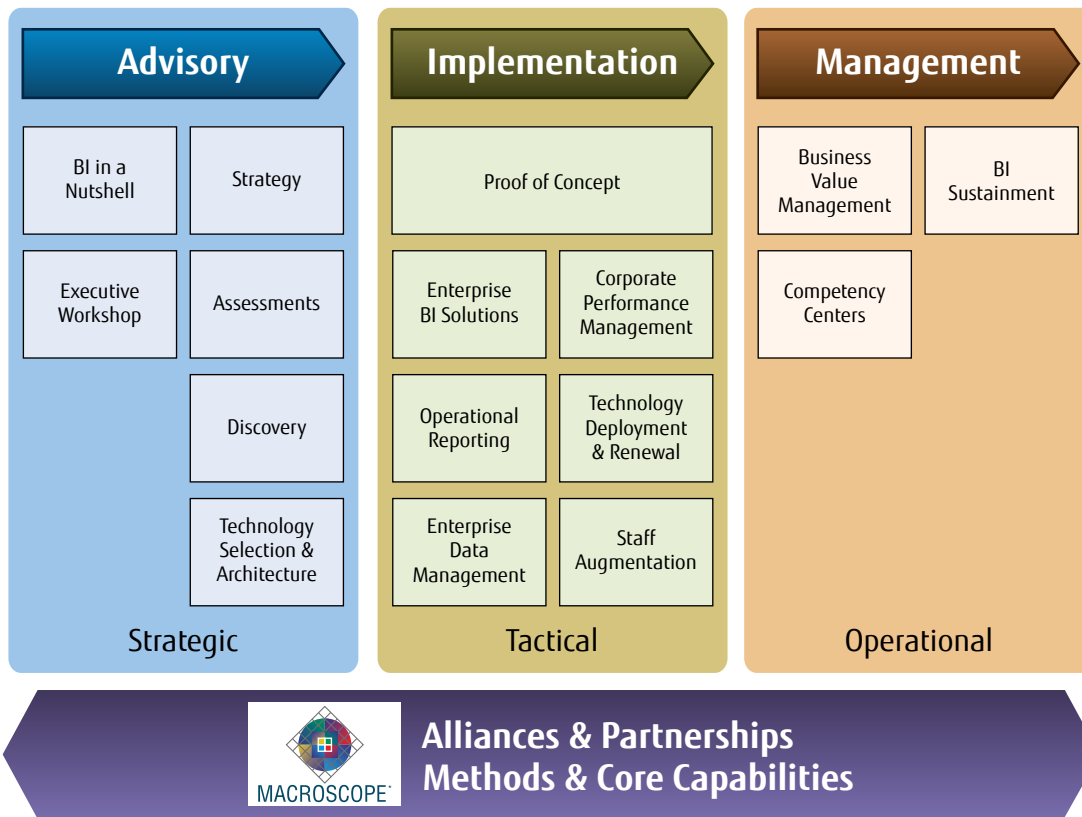 Advisory
BI in a
Nutshell
Strategy
Executive
Workshop
Assessments
Discovery
Technology
Selection &
Architecture
Strategic
Implementation
Proof of Concept
Enterprise
BI Solutions
Corporate
Performance
Management
Operational
Reporting
Technology
Deployment
& Renewal
Enterprise
Data
Management
Staff
Augmentation
Tactical
Management
Business
Value
Management
BI
Sustainment
Competency
Centers
Operational
MACROSCOPE
Alliances & Partnerships
Methods & Core Capabilities